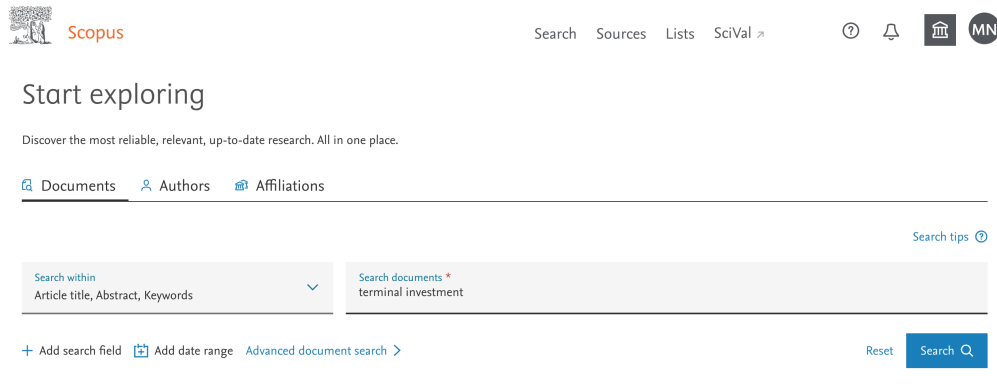 Scopus
Search Sources Lists SciVal ↗
MN
Start exploring
Discover the most reliable, relevant, up-to-date research. All in one place.
Documents Authors Affiliations
Search tips
Search within
Article title, Abstract, Keywords
Search documents *
terminal investment
Add search field Add date range Advanced document search
Reset Search